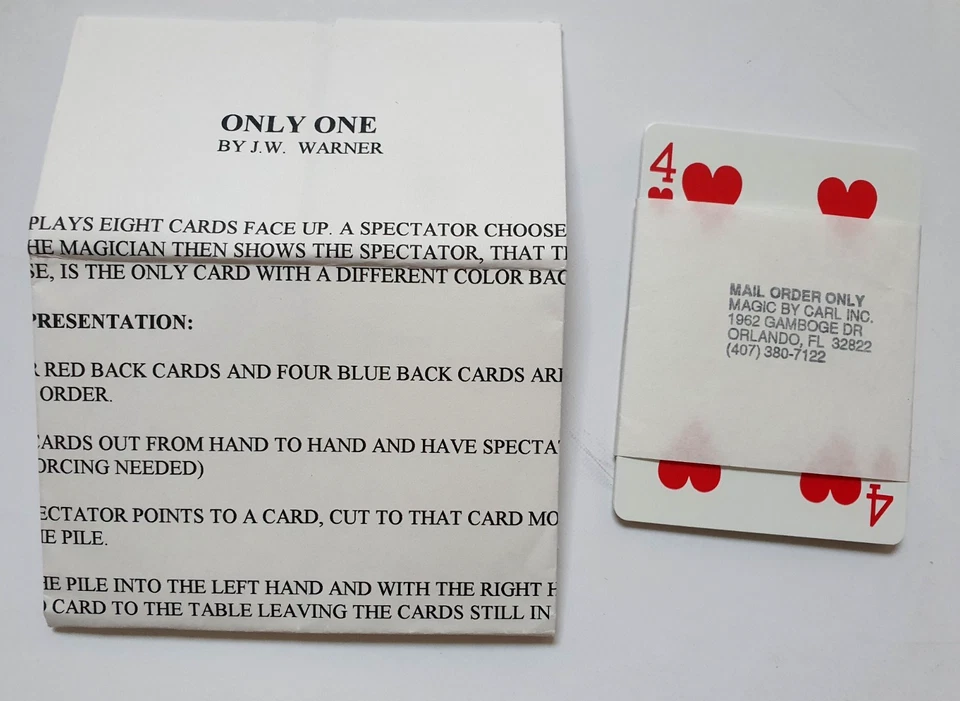 ONLY ONE
BY J.W. WARNER
PLAYS EIGHT CARDS FACE UP. A SPECTATOR CHOOSE
HE MAGICIAN THEN SHOWS THE SPECTATOR, THAT
SE, IS THE ONLY CARD WITH A DIFFERENT COLOR BAC
PRESENTATION:
R RED BACK CARDS AND FOUR BLUE BACK CARDS AR
ORDER.
CARDS OUT FROM HAND TO HAND AND HAVE SPECTA
ORCING NEEDED)
ECTATOR POINTS TO A CARD, CUT TO THAT CARD MO
HE PILE.
HE PILE INTO THE LEFT HAND AND WITH THE RIGHT H
CARD TO THE TABLE LEAVING THE CARDS STILL IN
4
MAIL ORDER ONLY
MAGIC BY CARL INC.
1962 GAMBOGE DR
ORLANDO, FL 32822
(407) 380-7122
4